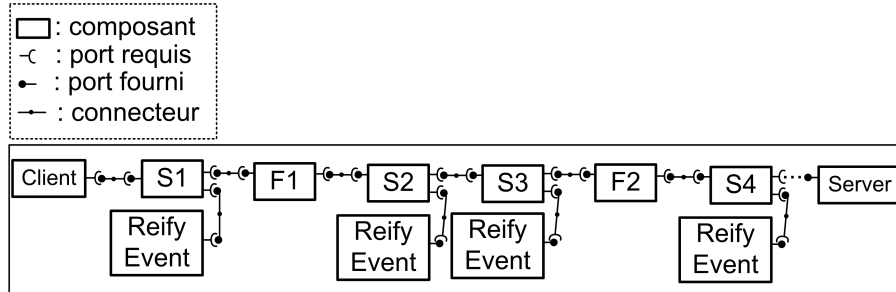 : composant
: port requis
: port fourni
: connecteur
Client
S1
F1
S2
S3
F2
S4
Server
Reify
Event
Reify
Event
Reify
Event
Reify
Event